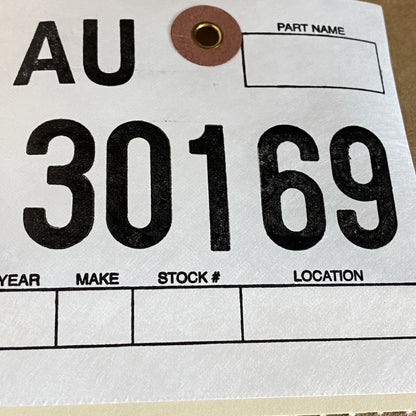 AU
PART NAME
30169
YEAR MAKE STOCK # LOCATION